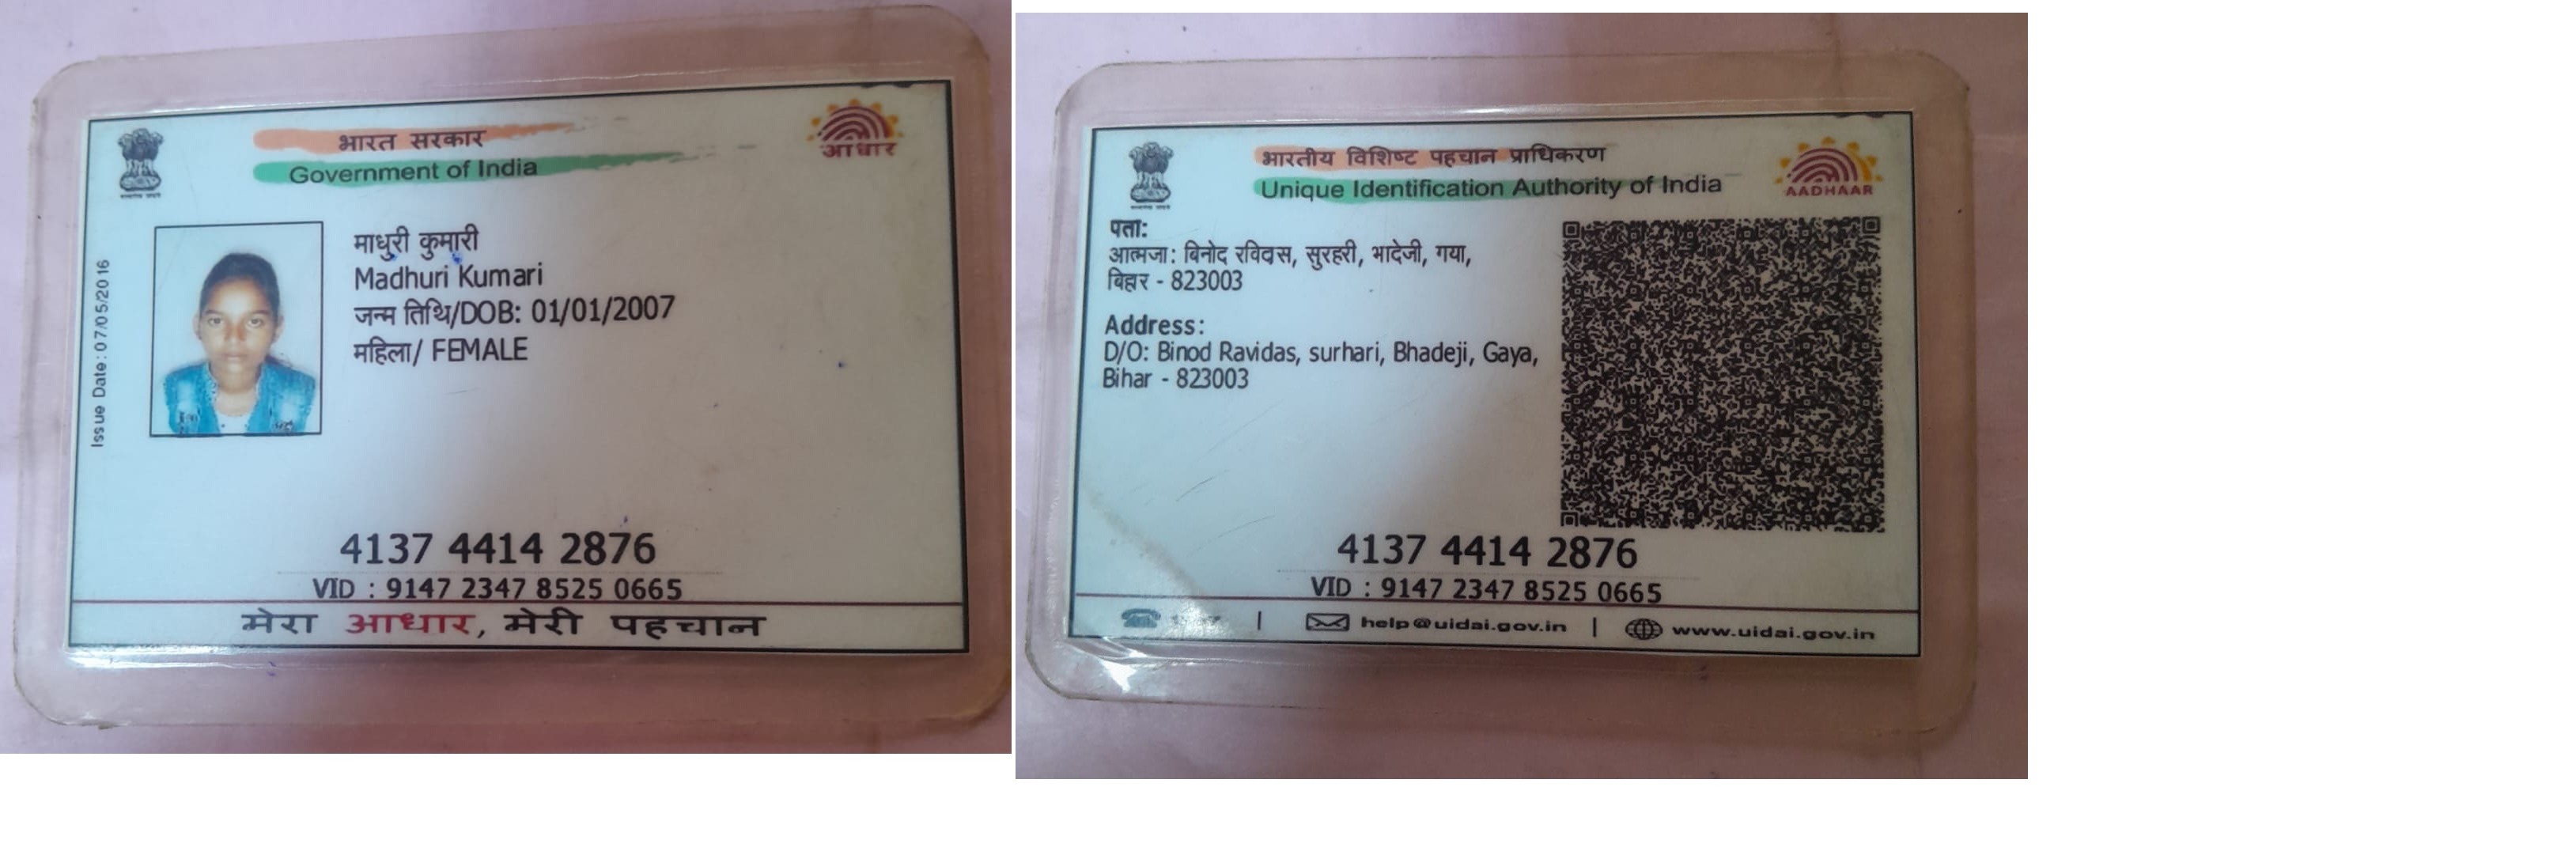 भारत सरकार
Government of India
आधार
Issue Date: 07/05/2016
माधुरी कुमारी
Madhuri Kumari
जन्म तिथि/DOB: 01/01/2007
महिला/ FEMALE
4137 4414 2876
VID : 9147 2347 8525 0665
मेरा आधार, मेरी पहचान
भारतीय विशिष्ट पहचान प्राधिकरण
Unique Identification Authority of India
AADHAAR
पता:
आत्मजा: बिनोद रविदास, सुरहरी, भादेजी, गया,
बिहार - 823003
Address:
D/O: Binod Ravidas, surhari, Bhadeji, Gaya,
Bihar - 823003
4137 4414 2876
VID : 9147 2347 8525 0665
help@uidai.gov.in | www.uidai.gov.in